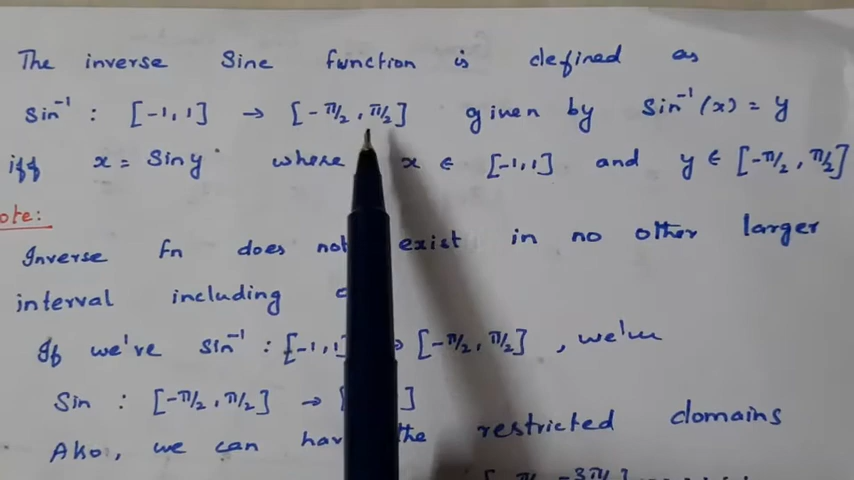 The inverse Sine function is defined as
Sin⁻¹ : [-1,1] → [-π/2, π/2] given by Sin⁻¹(x) = y
iff x = Sin y where x ∈ [-1,1] and y ∈ [-π/2, π/2]
ote:
Inverse fn does not exist in no other larger
interval including
If we've Sin⁻¹ : [-1,1] → [-π/2, π/2] ,
Sin : [-π/2, π/2] → [ ]
Also, we can have the restricted domains